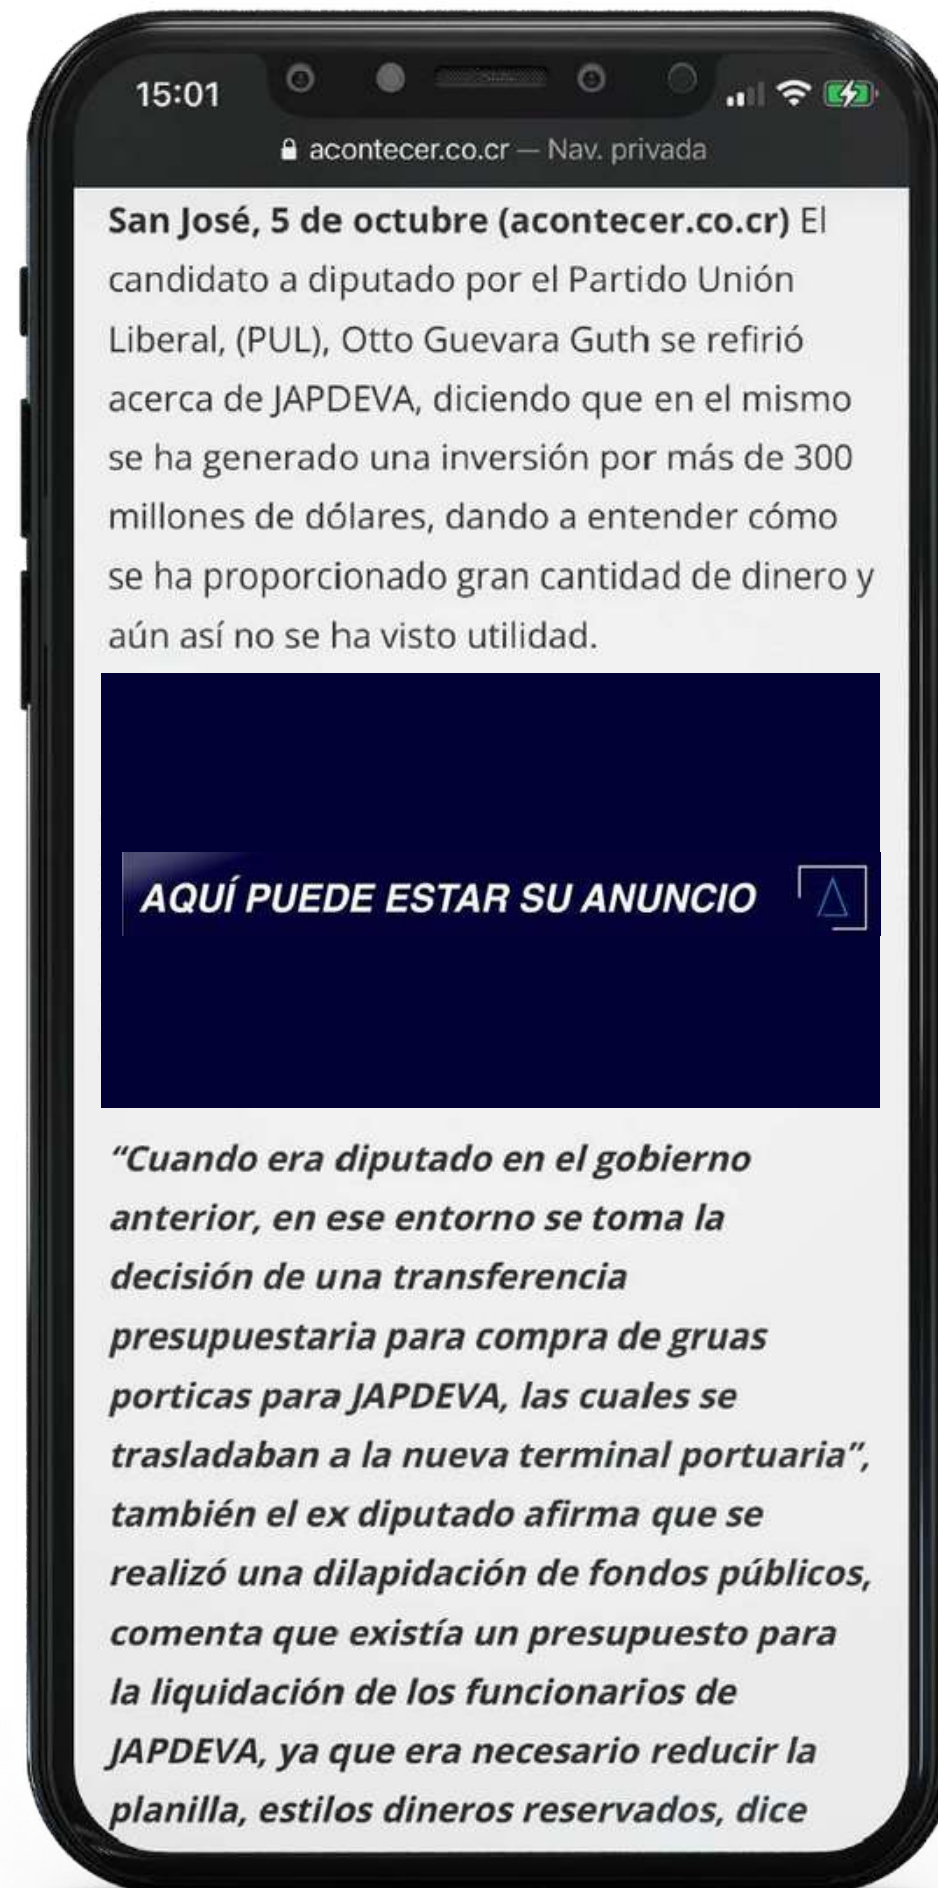 15:01
acontecer.co.cr — Nav. privada
San José, 5 de octubre (acontecer.co.cr) El
candidato a diputado por el Partido Unión
Liberal, (PUL), Otto Guevara Guth se refirió
acerca de JAPDEVA, diciendo que en el mismo
se ha generado una inversión por más de 300
millones de dólares, dando a entender cómo
se ha proporcionado gran cantidad de dinero y
aún así no se ha visto utilidad.
AQUÍ PUEDE ESTAR SU ANUNCIO
“Cuando era diputado en el gobierno
anterior, en ese entorno se toma la
decisión de una transferencia
presupuestaria para compra de gruas
porticas para JAPDEVA, las cuales se
trasladaban a la nueva terminal portuaria”,
también el ex diputado afirma que se
realizó una dilapidación de fondos públicos,
comenta que existía un presupuesto para
la liquidación de los funcionarios de
JAPDEVA, ya que era necesario reducir la
planilla, estilos dineros reservados, dice